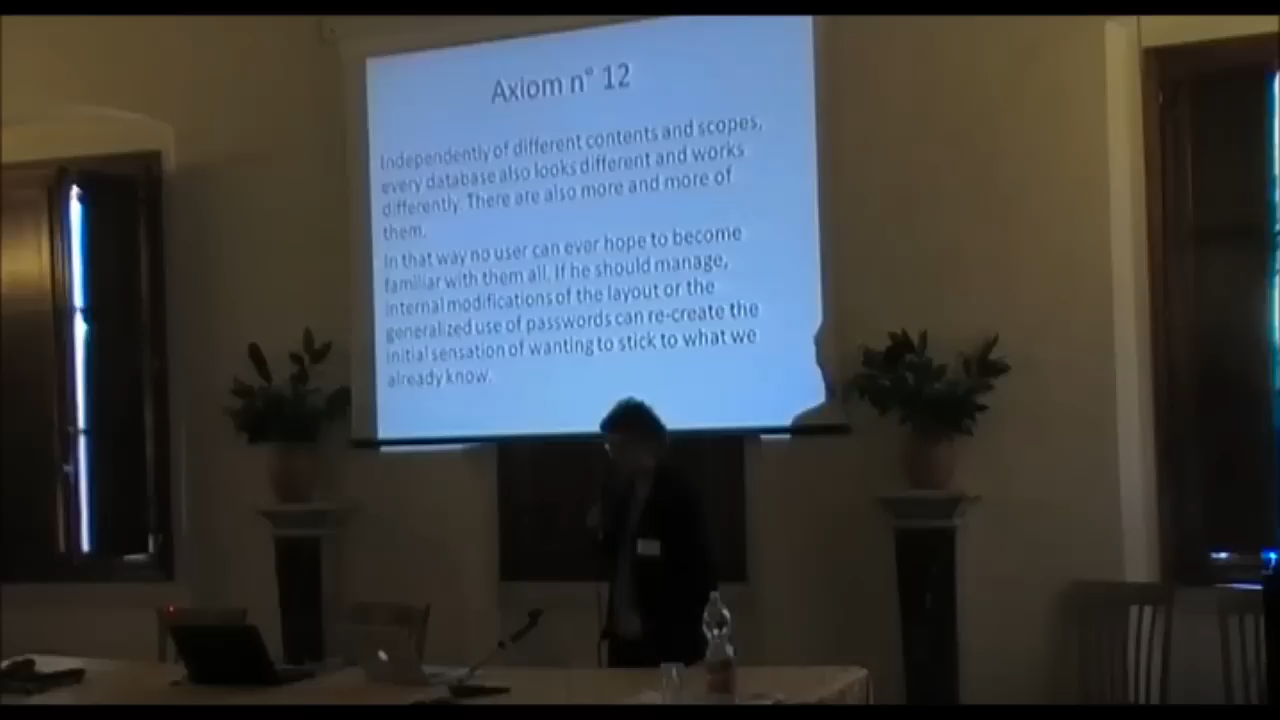 Axiom n° 12
Independently of different contents and scopes,
every database also looks different and works
differently. There are also more and more of
them.
In that way no user can ever hope to become
familiar with them all. If he should manage,
internal modifications of the layout or the
generalized use of passwords can re-create the
initial sensation of wanting to stick to what we
already know.